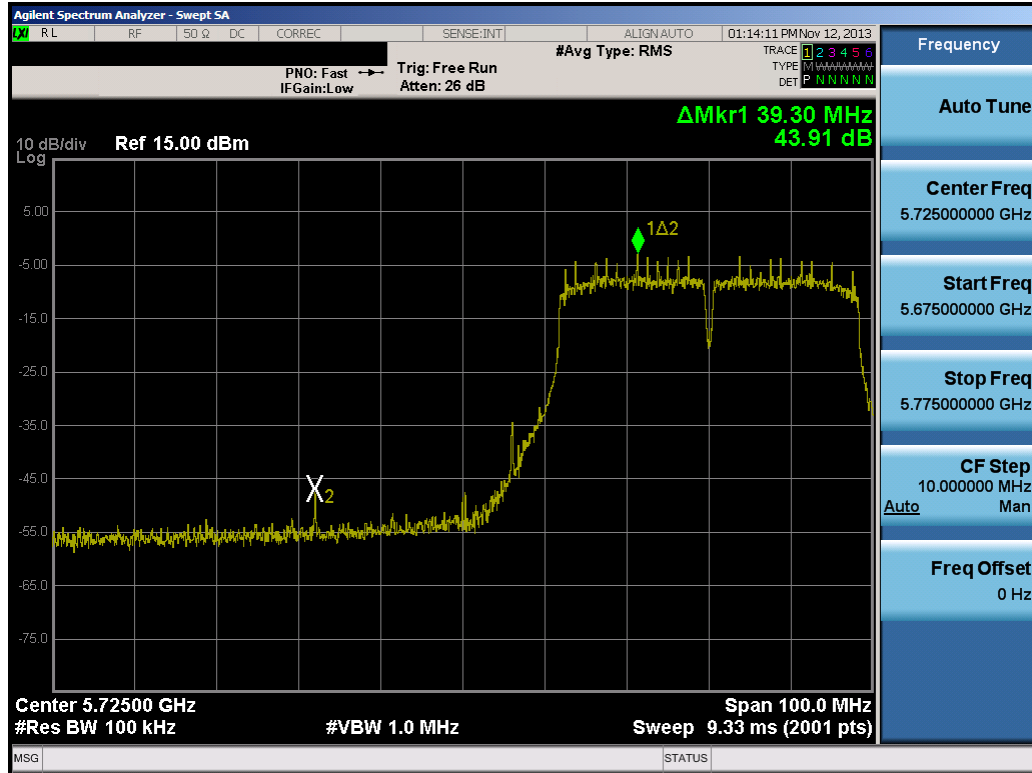 Agilent Spectrum Analyzer - Swept SA
LXI RL RF 50 Ω DC CORREC SENSE:INT ALIGN AUTO 01:14:11 PM Nov 12, 2013
#Avg Type: RMS TRACE 1 2 3 4 5 6
PNO: Fast Trig: Free Run TYPE M WWWWW
IFGain:Low Atten: 26 dB DET P N N N N N
ΔMkr1 39.30 MHz
43.91 dB
10 dB/div Ref 15.00 dBm
Log
5.00
1Δ2
-5.00
-15.0
-25.0
-35.0
-45.0
X2
-55.0
-65.0
-75.0
Center 5.72500 GHz Span 100.0 MHz
#Res BW 100 kHz #VBW 1.0 MHz Sweep 9.33 ms (2001 pts)
MSG STATUS
Frequency
Auto Tune
Center Freq
5.725000000 GHz
Start Freq
5.675000000 GHz
Stop Freq
5.775000000 GHz
CF Step
10.000000 MHz
Auto Man
Freq Offset
0 Hz